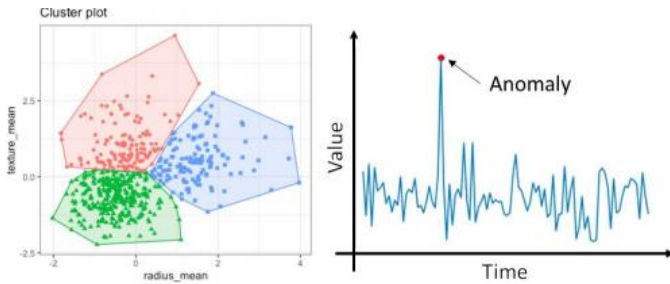 Cluster plot
texture_mean
2.5
0.0
-2.5
-2
0
2
4
radius_mean
Anomaly
Value
Time